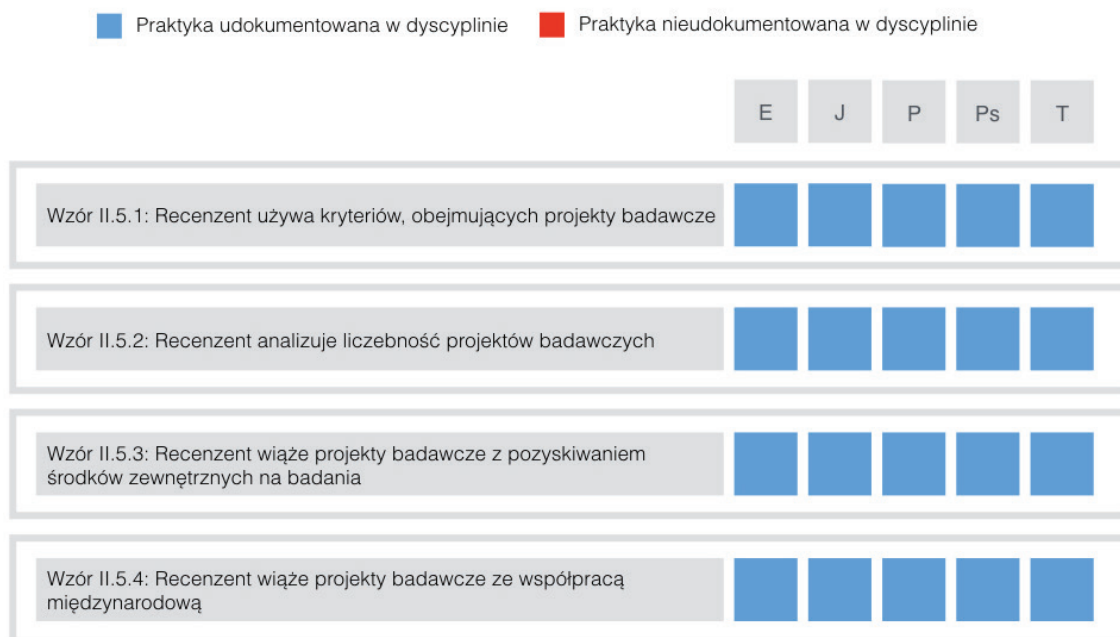 Praktyka udokumentowana w dyscyplinie Praktyka nieudokumentowana w dyscyplinie
E J P Ps T
Wzór II.5.1: Recenzent używa kryteriów, obejmujących projekty badawcze
Wzór II.5.2: Recenzent analizuje liczebność projektów badawczych
Wzór II.5.3: Recenzent wiąże projekty badawcze z pozyskiwaniem
środków zewnętrznych na badania
Wzór II.5.4: Recenzent wiąże projekty badawcze ze współpracą
międzynarodową